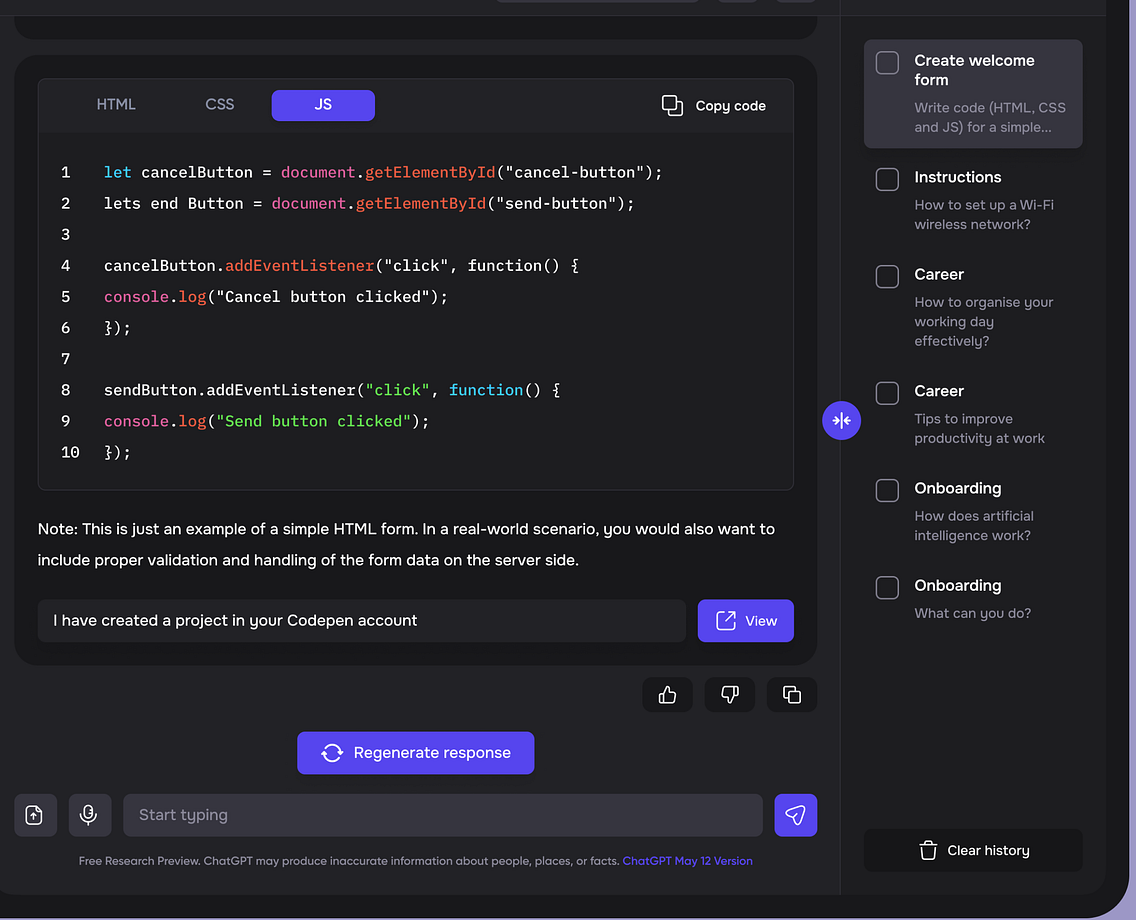 HTML CSS JS Copy code
1 let cancelButton = document.getElementById("cancel-button");
2 lets end Button = document.getElementById("send-button");
3
4 cancelButton.addEventListener("click", function() {
5 console.log("Cancel button clicked");
6 });
7
8 sendButton.addEventListener("click", function() {
9 console.log("Send button clicked");
10 });
Note: This is just an example of a simple HTML form. In a real-world scenario, you would also want to
include proper validation and handling of the form data on the server side.
I have created a project in your Codepen account
View
Regenerate response
Start typing
Free Research Preview. ChatGPT may produce inaccurate information about people, places, or facts. ChatGPT May 12 Version
Create welcome
form
Write code (HTML, CSS
and JS) for a simple...
Instructions
How to set up a Wi-Fi
wireless network?
Career
How to organise your
working day
effectively?
Career
Tips to improve
productivity at work
Onboarding
How does artificial
intelligence work?
Onboarding
What can you do?
Clear history